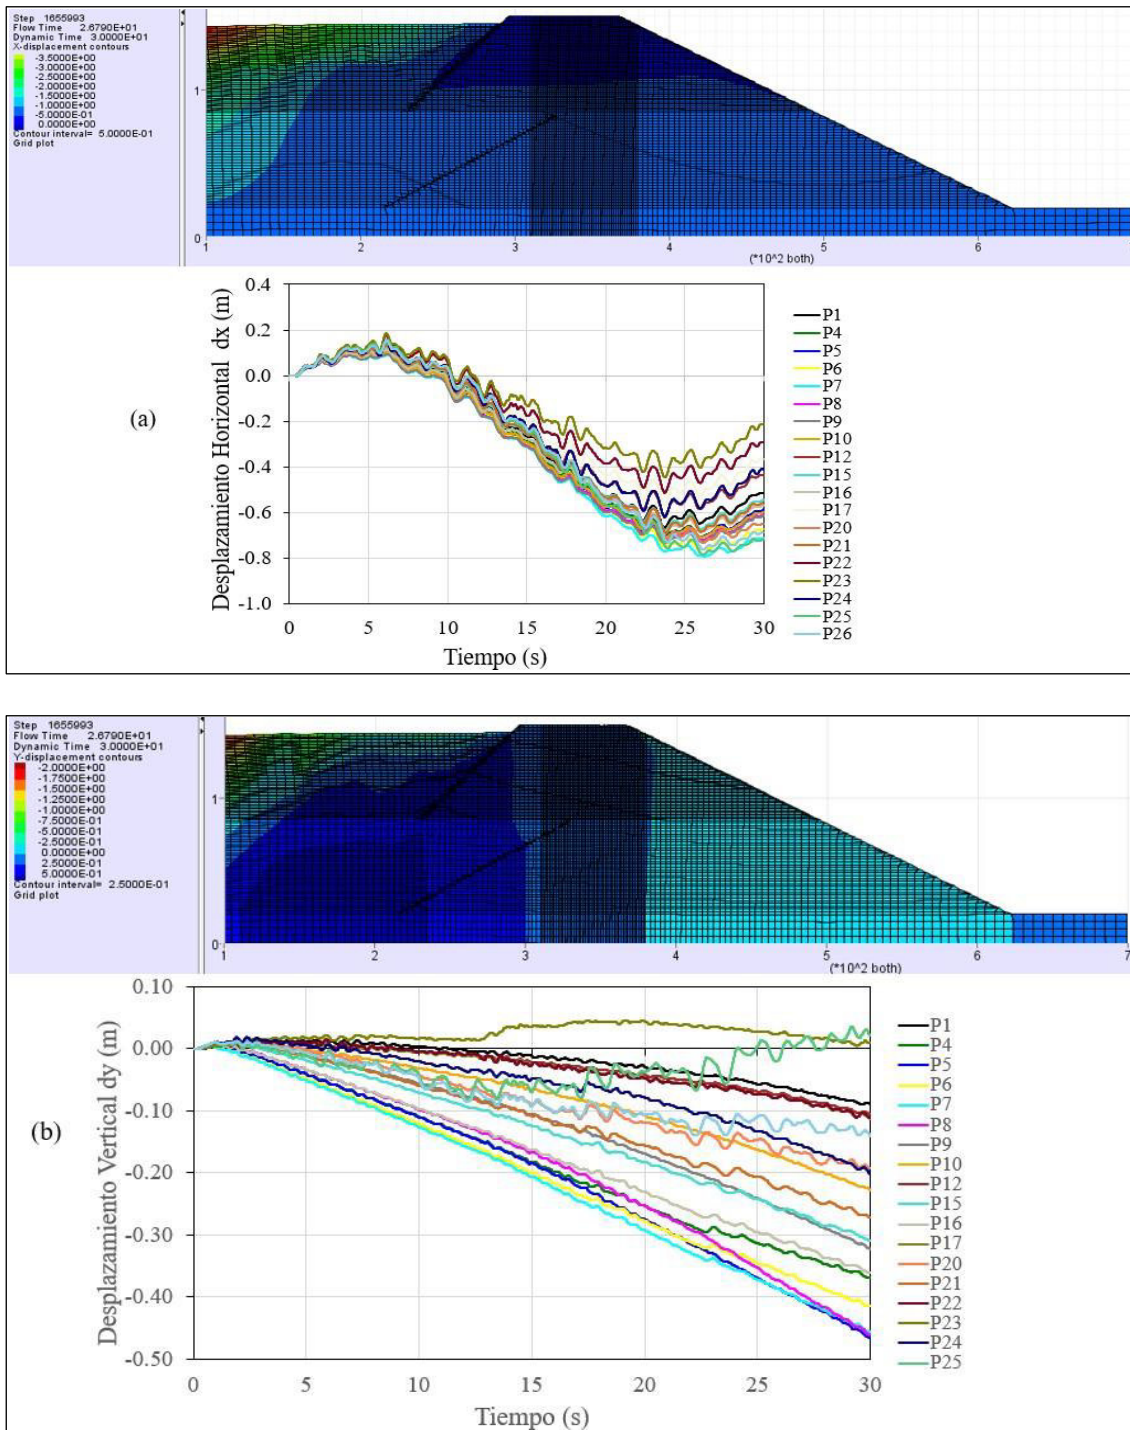 Step 1655993
Flow Time 2.6790E+01
Dynamic Time 3.0000E+01
X-displacement contours
-3.5000E+00
-3.0000E+00
-2.5000E+00
-2.0000E+00
-1.5000E+00
-1.0000E+00
-5.0000E-01
0.0000E+00
Contour interval= 5.0000E-01
Grid plot
1
0
1 2 3 4 5 6
(*10^2 both)
(a)
Desplazamiento Horizontal dx (m)
0.4
0.2
0.0
-0.2
-0.4
-0.6
-0.8
-1.0
0 5 10 15 20 25 30
Tiempo (s)
P1
P4
P5
P6
P7
P8
P9
P10
P12
P15
P16
P17
P20
P21
P22
P23
P24
P25
P26
Step 1655993
Flow Time 2.6790E+01
Dynamic Time 3.0000E+01
Y-displacement contours
-2.0000E+00
-1.7500E+00
-1.5000E+00
-1.2500E+00
-1.0000E+00
-7.5000E-01
-5.0000E-01
-2.5000E-01
0.0000E+00
2.5000E-01
5.0000E-01
Contour interval= 2.5000E-01
Grid plot
1
0
1 2 3 4 5 6 7
(*10^2 both)
(b)
Desplazamiento Vertical dy (m)
0.10
0.00
-0.10
-0.20
-0.30
-0.40
-0.50
0 5 10 15 20 25 30
Tiempo (s)
P1
P4
P5
P6
P7
P8
P9
P10
P12
P15
P16
P17
P20
P21
P22
P23
P24
P25